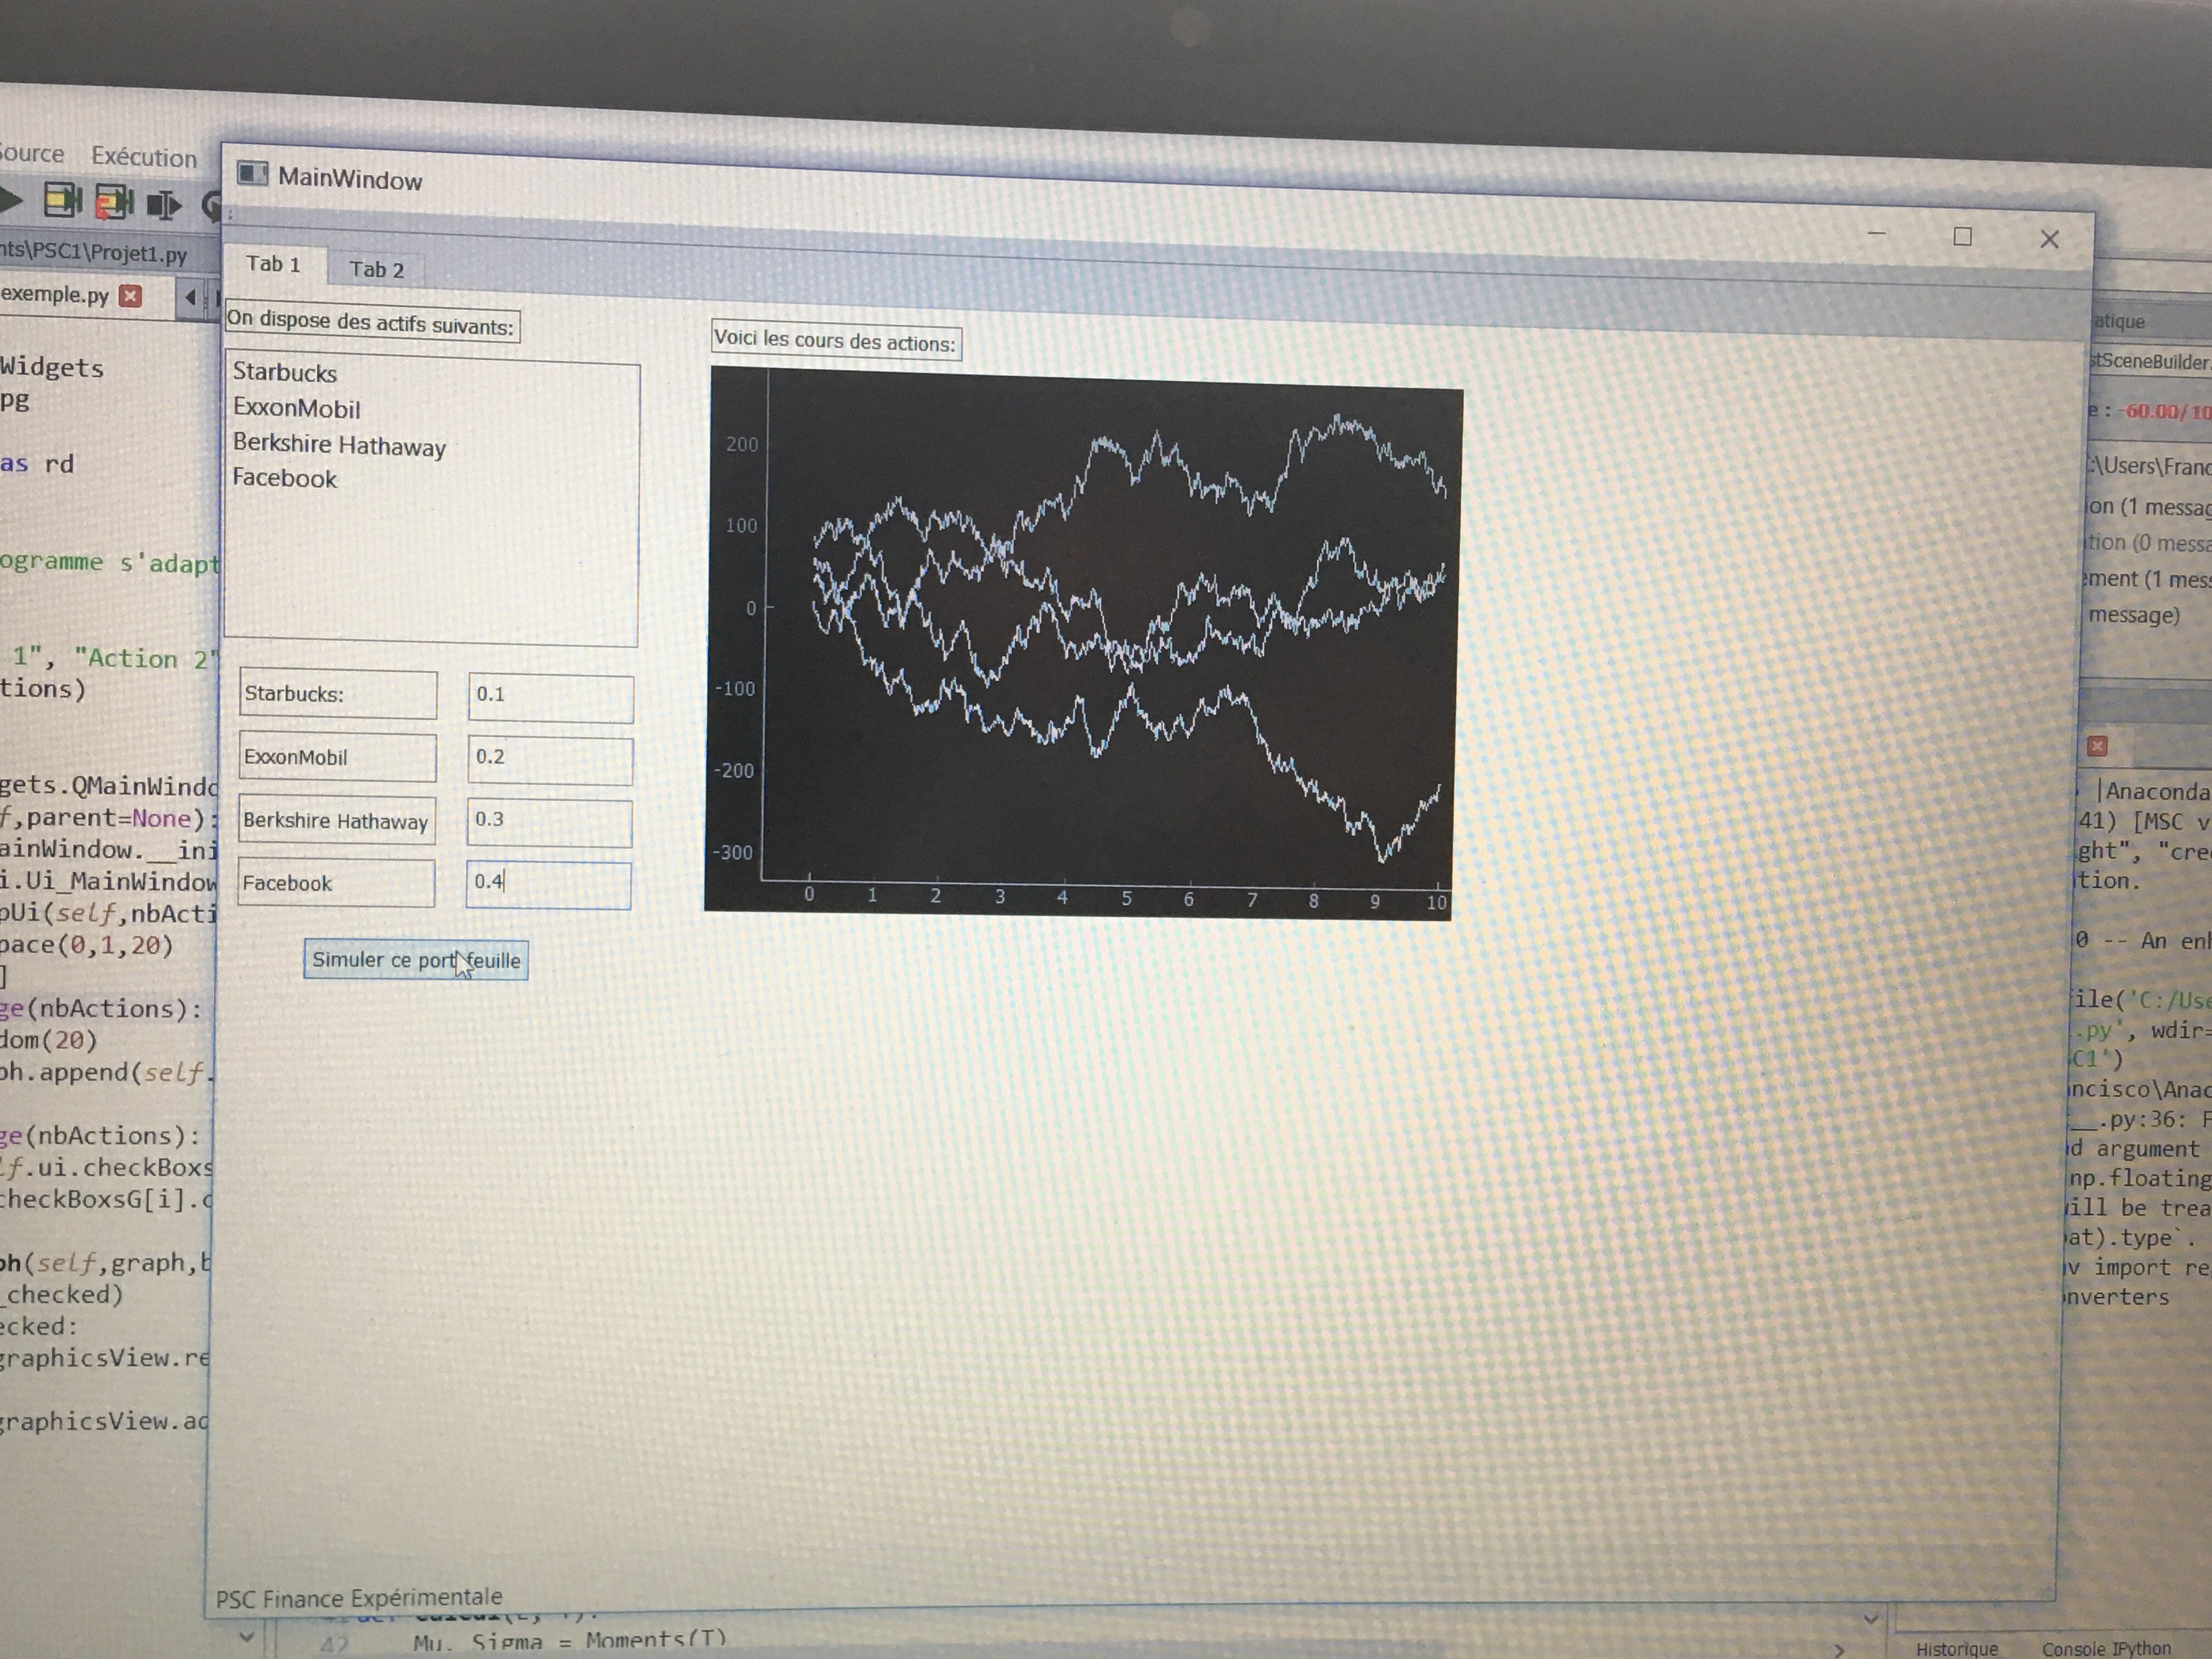 Source Exécution
MainWindow
nts\PSC1\Projet1.py
exemple.py
Tab 1 Tab 2
On dispose des actifs suivants:
Starbucks
ExxonMobil
Berkshire Hathaway
Facebook
Starbucks: 0.1
ExxonMobil 0.2
Berkshire Hathaway 0.3
Facebook 0.4
Simuler ce portefeuille
Voici les cours des actions:
200
100
0
-100
-200
-300
0 1 2 3 4 5 6 7 8 9 10
PSC Finance Expérimentale
Widgets
pg
as rd
ogramme s'adapt
1", "Action 2"
tions)
gets.QMainWindo
f,parent=None):
ainWindow.__ini
i.Ui_MainWindow
pUi(self,nbActi
pace(0,1,20)
]
ge(nbActions):
dom(20)
ph.append(self.
ge(nbActions):
lf.ui.checkBoxs
checkBoxsG[i].c
ph(self,graph,b
_checked)
ecked:
graphicsView.re
graphicsView.ad
42 Mu, Sigma = Moments(T)
atique
stSceneBuilder.
e : -60.00/10
C:\Users\Franc
ion (1 messag
tion (0 messa
ement (1 mess
message)
|Anaconda
41) [MSC v
ght", "cre
tion.
0 -- An enh
file('C:/Use
.py', wdir=
C1')
ncisco\Anac
__.py:36: F
d argument
np.floating
will be trea
at).type`.
v import re
onverters
Historique Console IPython